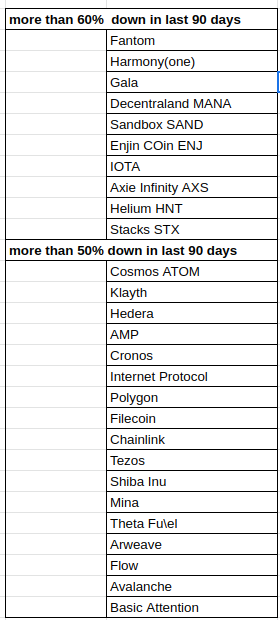 more than 60%  down in last 90 days
Fantom
Harmony(one)
Gala
Decentraland MANA
Sandbox SAND
Enjin COin ENJ
IOTA
Axie Infinity AXS
Helium HNT
Stacks STX
more than 50% down in last 90 days
Cosmos ATOM
Klayth
Hedera
AMP
Cronos
Internet Protocol
Polygon
Filecoin
Chainlink
Tezos
Shiba Inu
Mina
Theta Fu\el
Arweave
Flow
Avalanche
Basic Attention